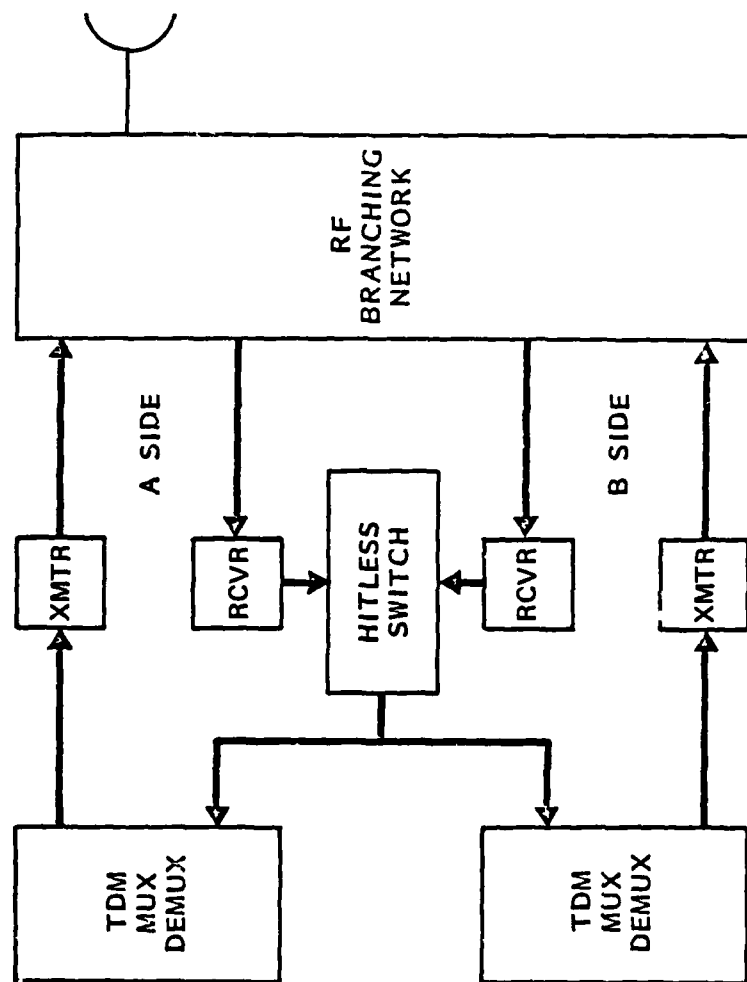 TDM
MUX
DEMUX
XMTR
A SIDE
RCVR
HITLESS
SWITCH
RF
BRANCHING
NETWORK
RCVR
B SIDE
TDM
MUX
DEMUX
XMTR